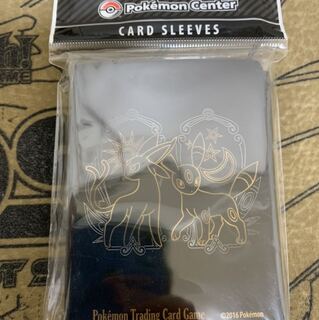 Pokémon Center
CARD SLEEVES
Pokémon Trading Card Game
©2016 Pokémon